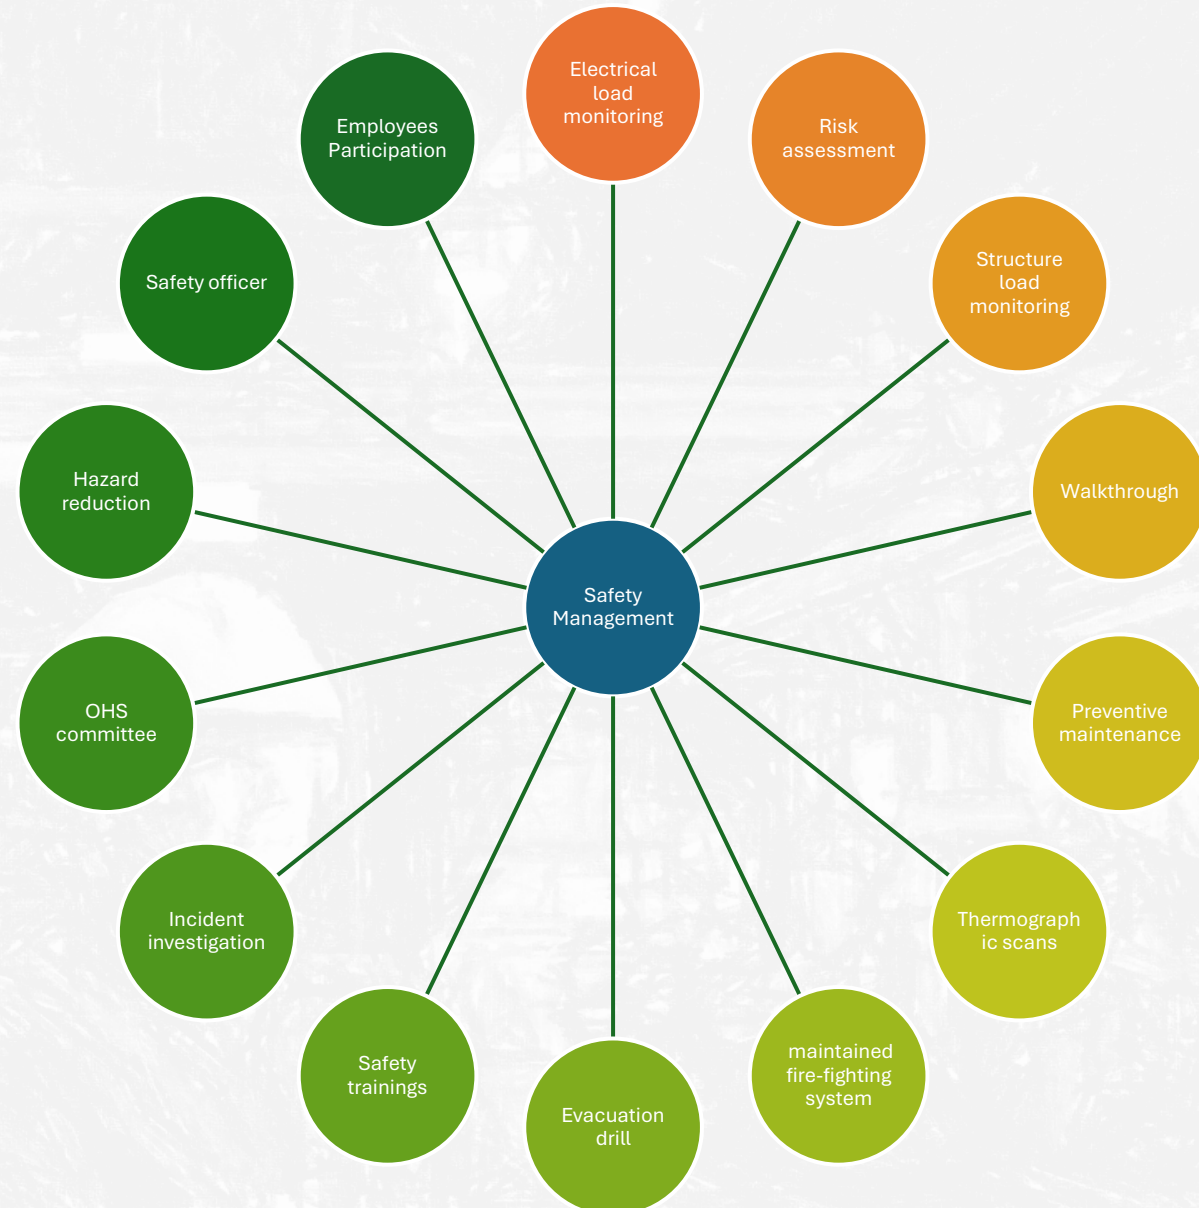 Electrical
load
monitoring
Risk
assessment
Structure
load
monitoring
Walkthrough
Preventive
maintenance
Thermograph
ic scans
maintained
fire-fighting
system
Evacuation
drill
Safety
trainings
Incident
investigation
OHS
committee
Hazard
reduction
Safety officer
Employees
Participation
Safety
Management